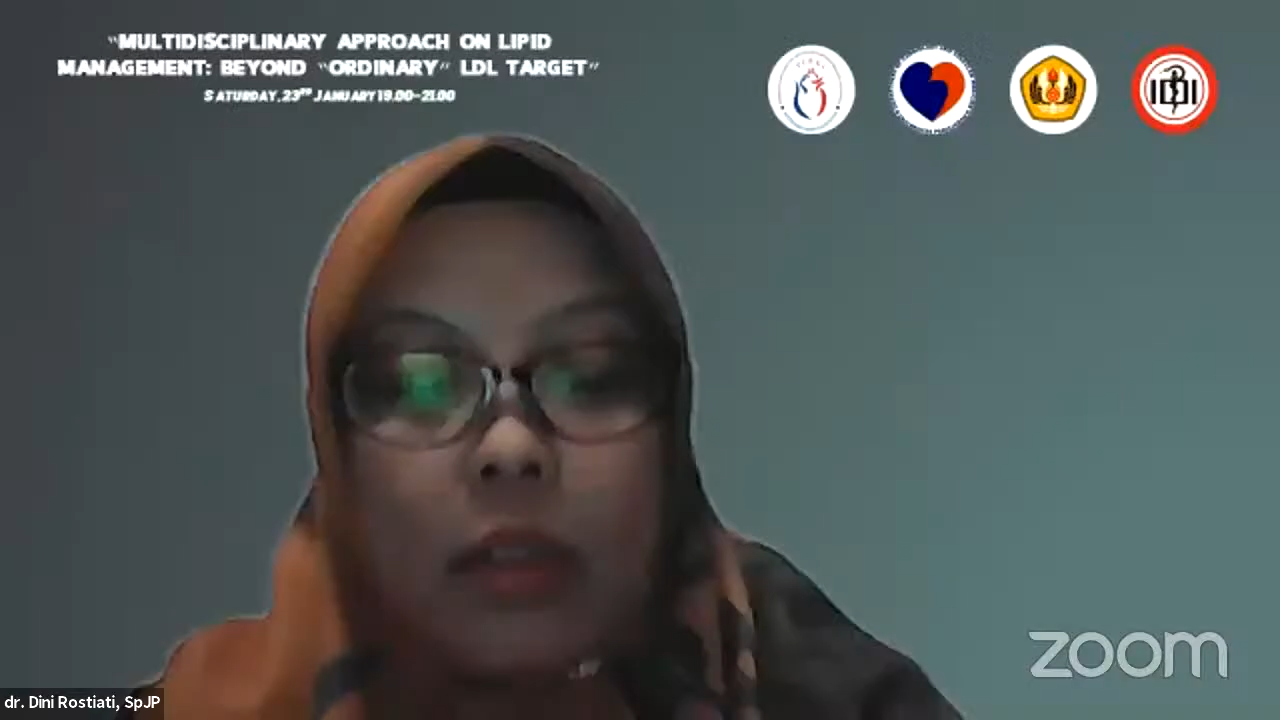 “MULTIDISCIPLINARY APPROACH ON LIPID
MANAGEMENT: BEYOND “ORDINARY” LDL TARGET”
SATURDAY, 23RD JANUARY 19.00-21.00
IDI
zoom
dr. Dini Rostiati, SpJP